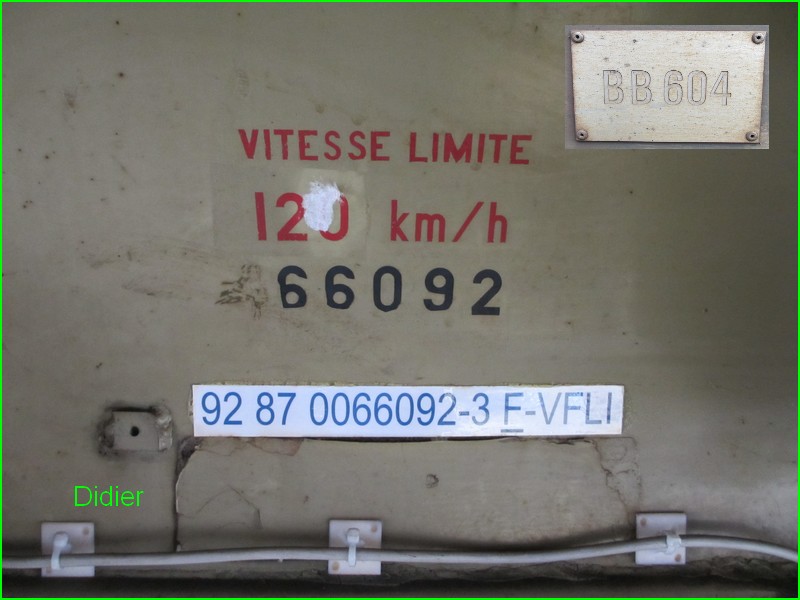 BB 604
VITESSE LIMITE
120 km/h
66092
92 87 0066092-3 F-VFLI
Didier